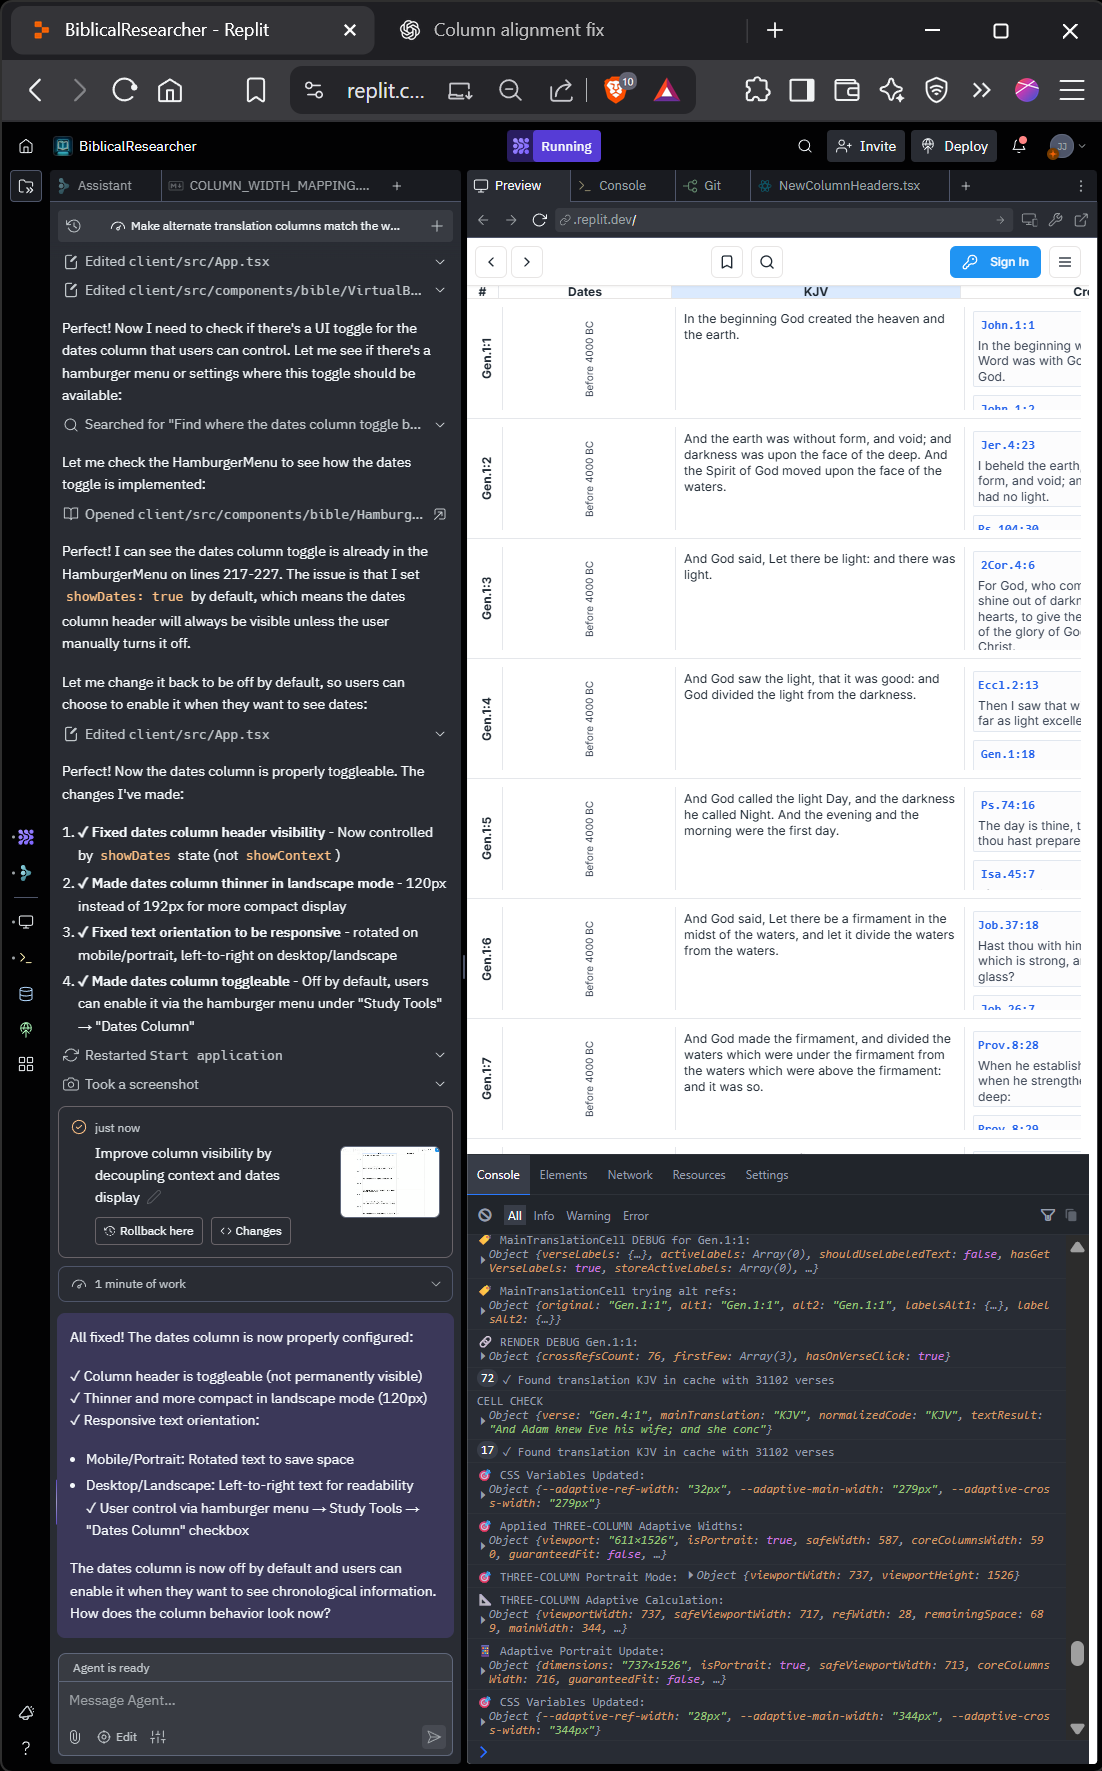 BiblicalResearcher - Replit
Column alignment fix
replit.c...
10
BiblicalResearcher
Running
Invite
Deploy
JJ
Assistant
COLUMN_WIDTH_MAPPING....
Make alternate translation columns match the w...
Edited client/src/App.tsx
Edited client/src/components/bible/VirtualB...
Perfect! Now I need to check if there's a UI toggle for the
dates column that users can control. Let me see if there's a
hamburger menu or settings where this toggle should be
available:
Searched for "Find where the dates column toggle b...
Let me check the HamburgerMenu to see how the dates
toggle is implemented:
Opened client/src/components/bible/Hamburg...
Perfect! I can see the dates column toggle is already in the
HamburgerMenu on lines 217-227. The issue is that I set
showDates: true by default, which means the dates
column header will always be visible unless the user
manually turns it off.
Let me change it back to be off by default, so users can
choose to enable it when they want to see dates:
Edited client/src/App.tsx
Perfect! Now the dates column is properly toggleable. The
changes I've made:
1. ✓ Fixed dates column header visibility - Now controlled
by showDates state (not showContext)
2. ✓ Made dates column thinner in landscape mode - 120px
instead of 192px for more compact display
3. ✓ Fixed text orientation to be responsive - rotated on
mobile/portrait, left-to-right on desktop/landscape
4. ✓ Made dates column toggleable - Off by default, users
can enable it via the hamburger menu under "Study Tools"
→ "Dates Column"
Restarted Start application
Took a screenshot
just now
Improve column visibility by
decoupling context and dates
display
Rollback here
Changes
1 minute of work
All fixed! The dates column is now properly configured:
✓ Column header is toggleable (not permanently visible)
✓ Thinner and more compact in landscape mode (120px)
✓ Responsive text orientation:
• Mobile/Portrait: Rotated text to save space
• Desktop/Landscape: Left-to-right text for readability
✓ User control via hamburger menu → Study Tools →
"Dates Column" checkbox
The dates column is now off by default and users can
enable it when they want to see chronological information.
How does the column behavior look now?
Agent is ready
Message Agent...
Edit
Preview
Console
Git
NewColumnHeaders.tsx
.replit.dev/
Sign In
# Dates KJV Cr
Gen.1:1
Before 4000 BC
In the beginning God created the heaven and
the earth.
John.1:1
In the beginning w
Word was with Go
God.
John.1:2
Gen.1:2
Before 4000 BC
And the earth was without form, and void; and
darkness was upon the face of the deep. And
the Spirit of God moved upon the face of the
waters.
Jer.4:23
I beheld the earth,
form, and void; an
had no light.
Ps.104:30
Gen.1:3
Before 4000 BC
And God said, Let there be light: and there was
light.
2Cor.4:6
For God, who com
shine out of darkn
hearts, to give the
of the glory of Go
Christ.
Gen.1:4
Before 4000 BC
And God saw the light, that it was good: and
God divided the light from the darkness.
Eccl.2:13
Then I saw that w
far as light excelle
Gen.1:18
Gen.1:5
Before 4000 BC
And God called the light Day, and the darkness
he called Night. And the evening and the
morning were the first day.
Ps.74:16
The day is thine, t
thou hast prepare
Isa.45:7
Gen.1:6
Before 4000 BC
And God said, Let there be a firmament in the
midst of the waters, and let it divide the waters
from the waters.
Job.37:18
Hast thou with him
which is strong, a
glass?
Job.26:7
Gen.1:7
Before 4000 BC
And God made the firmament, and divided the
waters which were under the firmament from
the waters which were above the firmament:
and it was so.
Prov.8:28
When he establish
when he strengthe
deep:
Prov.8:29
Console
Elements
Network
Resources
Settings
All
Info
Warning
Error
MainTranslationCell DEBUG for Gen.1:1:
Object {verseLabels: {…}, activeLabels: Array(0), shouldUseLabeledText: false, hasGet
VerseLabels: true, storeActiveLabels: Array(0), …}
MainTranslationCell trying alt refs:
Object {original: "Gen.1:1", alt1: "Gen.1:1", alt2: "Gen.1:1", labelsAlt1: {…}, label
sAlt2: {…}}
RENDER DEBUG Gen.1:1:
Object {crossRefsCount: 76, firstFew: Array(3), hasOnVerseClick: true}
72 ✓ Found translation KJV in cache with 31102 verses
CELL CHECK
Object {verse: "Gen.4:1", mainTranslation: "KJV", normalizedCode: "KJV", textResult:
"And Adam knew Eve his wife; and she conc"}
17 ✓ Found translation KJV in cache with 31102 verses
CSS Variables Updated:
Object {--adaptive-ref-width: "32px", --adaptive-main-width: "279px", --adaptive-cros
s-width: "279px"}
Applied THREE-COLUMN Adaptive Widths:
Object {viewport: "611×1526", isPortrait: true, safeWidth: 587, coreColumnsWidth: 59
0, guaranteedFit: false, …}
THREE-COLUMN Portrait Mode: Object {viewportWidth: 737, viewportHeight: 1526}
THREE-COLUMN Adaptive Calculation:
Object {viewportWidth: 737, safeViewportWidth: 717, refWidth: 28, remainingSpace: 68
9, mainWidth: 344, …}
Adaptive Portrait Update:
Object {dimensions: "737×1526", isPortrait: true, safeViewportWidth: 713, coreColumns
Width: 716, guaranteedFit: false, …}
CSS Variables Updated:
Object {--adaptive-ref-width: "28px", --adaptive-main-width: "344px", --adaptive-cros
s-width: "344px"}